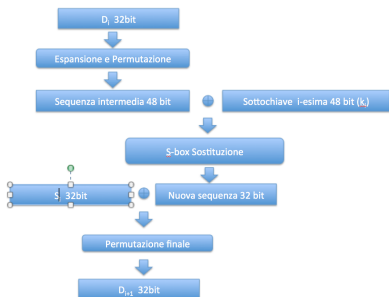 Di 32bit
Espansione e Permutazione
Sequenza intermedia 48 bit
Sottochiave i-esima 48 bit (ki)
S-box Sostituzione
Si 32bit
Nuova sequenza 32 bit
Permutazione finale
Di+1 32bit